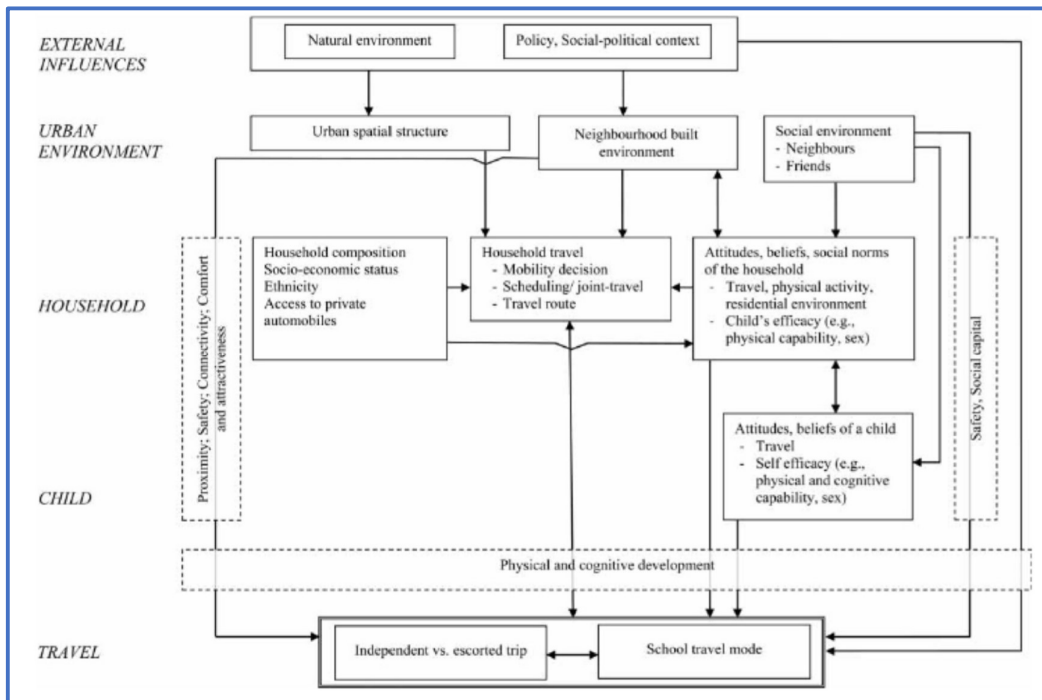 EXTERNAL
INFLUENCES
Natural environment
Policy, Social-political context
URBAN
ENVIRONMENT
Urban spatial structure
Neighbourhood built
environment
Social environment
- Neighbours
- Friends
HOUSEHOLD
Proximity; Safety; Connectivity; Comfort
and attractiveness
Household composition
Socio-economic status
Ethnicity
Access to private
automobiles
Household travel
- Mobility decision
- Scheduling/ joint-travel
- Travel route
Attitudes, beliefs, social norms
of the household
- Travel, physical activity,
residential environment
- Child's efficacy (e.g.,
physical capability, sex)
Safety, Social capital
CHILD
Attitudes, beliefs of a child
- Travel
- Self efficacy (e.g.,
physical and cognitive
capability, sex)
Physical and cognitive development
TRAVEL
Independent vs. escorted trip
School travel mode